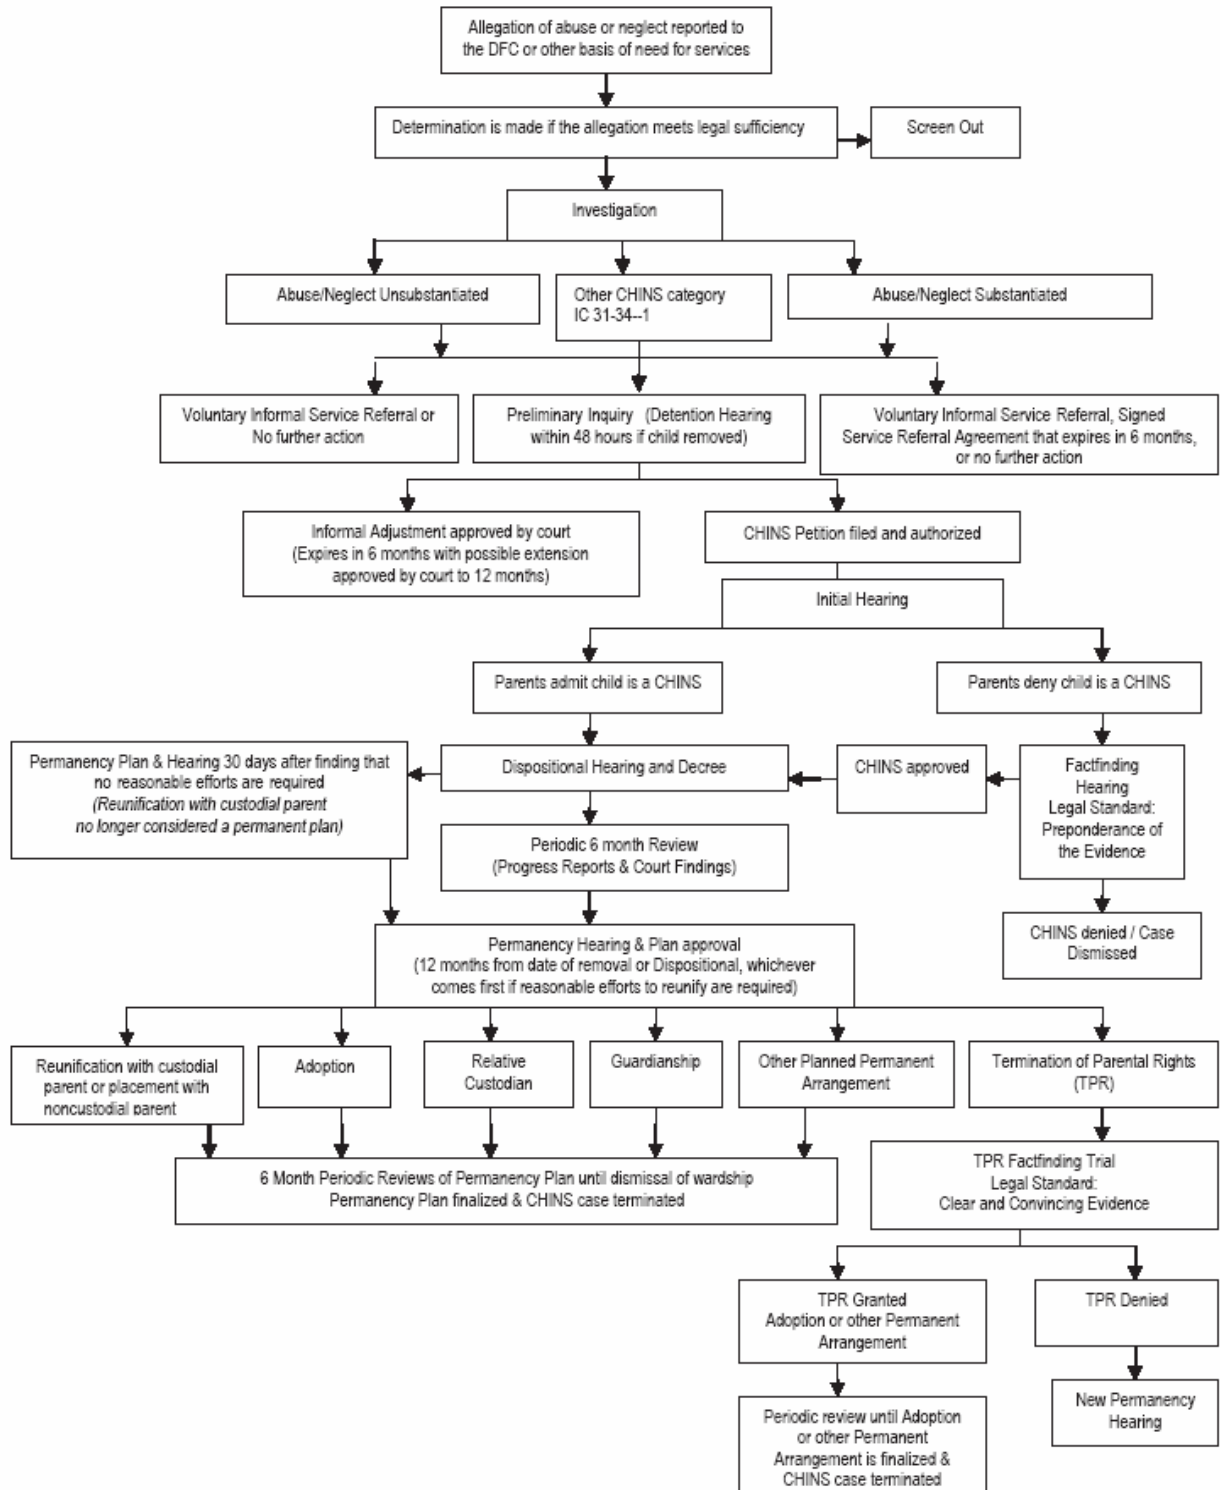 Allegation of abuse or neglect reported to
the DFC or other basis of need for services
Determination is made if the allegation meets legal sufficiency
Screen Out
Investigation
Abuse/Neglect Unsubstantiated
Other CHINS category
IC 31-34--1
Abuse/Neglect Substantiated
Voluntary Informal Service Referral or
No further action
Preliminary Inquiry (Detention Hearing
within 48 hours if child removed)
Voluntary Informal Service Referral, Signed
Service Referral Agreement that expires in 6 months,
or no further action
Informal Adjustment approved by court
(Expires in 6 months with possible extension
approved by court to 12 months)
CHINS Petition filed and authorized
Initial Hearing
Parents admit child is a CHINS
Parents deny child is a CHINS
Permanency Plan & Hearing 30 days after finding that
no reasonable efforts are required
(Reunification with custodial parent
no longer considered a permanent plan)
Dispositional Hearing and Decree
CHINS approved
Factfinding
Hearing
Legal Standard:
Preponderance of
the Evidence
Periodic 6 month Review
(Progress Reports & Court Findings)
CHINS denied / Case
Dismissed
Permanency Hearing & Plan approval
(12 months from date of removal or Dispositional, whichever
comes first if reasonable efforts to reunify are required)
Reunification with custodial
parent or placement with
noncustodial parent
Adoption
Relative
Custodian
Guardianship
Other Planned Permanent
Arrangement
Termination of Parental Rights
(TPR)
6 Month Periodic Reviews of Permanency Plan until dismissal of wardship
Permanency Plan finalized & CHINS case terminated
TPR Factfinding Trial
Legal Standard:
Clear and Convincing Evidence
TPR Granted
Adoption or other Permanent
Arrangement
TPR Denied
Periodic review until Adoption
or other Permanent
Arrangement is finalized &
CHINS case terminated
New Permanency
Hearing